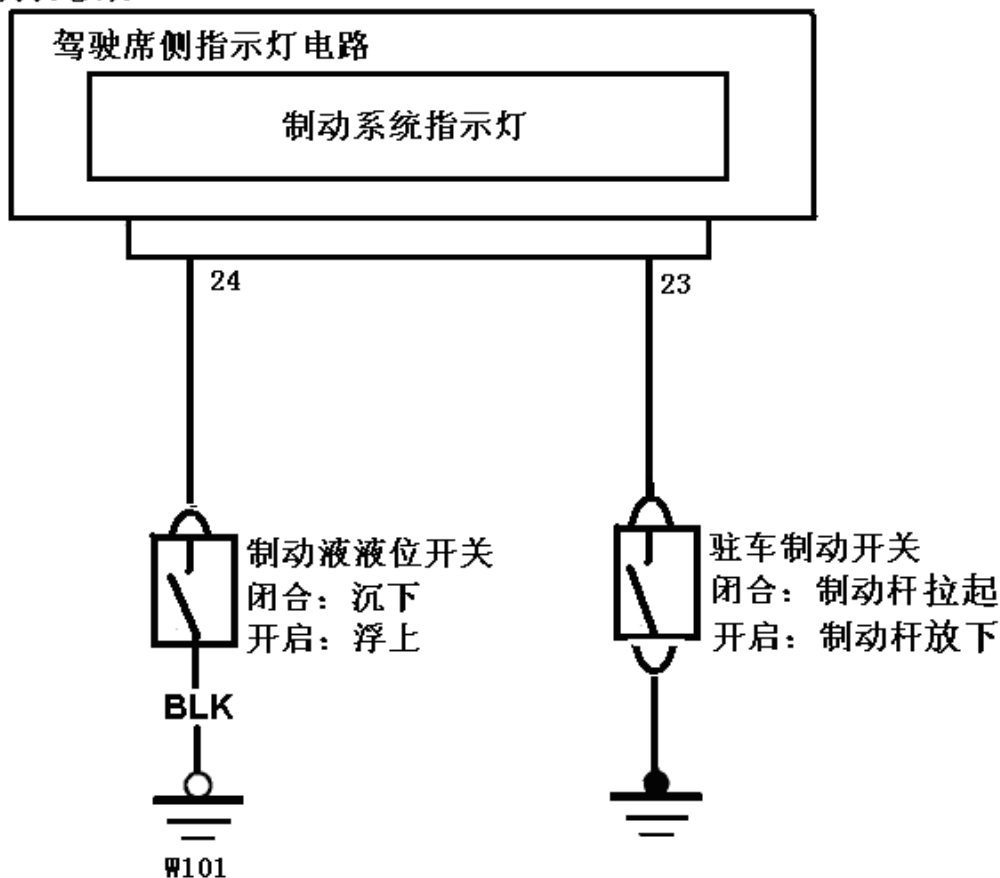 驾驶席侧指示灯电路
制动系统指示灯
24
23
制动液液位开关
闭合：沉下
开启：浮上
驻车制动开关
闭合：制动杆拉起
开启：制动杆放下
BLK
W101